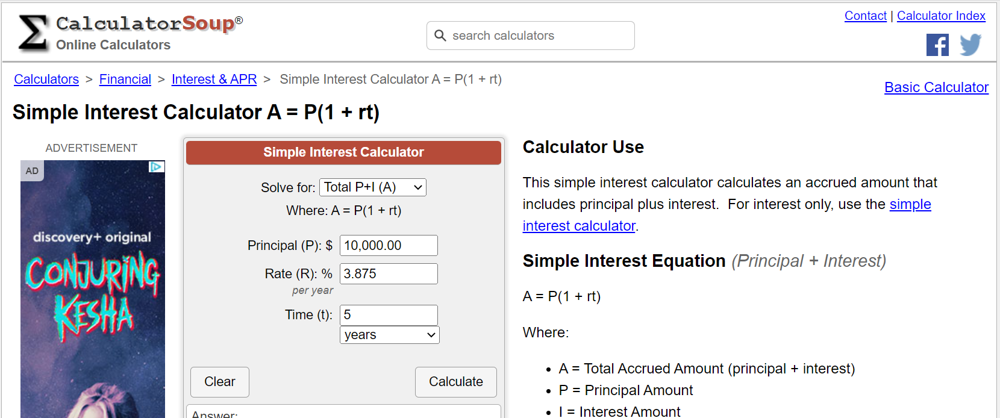 CalculatorSoup®
Online Calculators
search calculators
Contact | Calculator Index
Calculators > Financial > Interest & APR > Simple Interest Calculator A = P(1 + rt)
Basic Calculator
Simple Interest Calculator A = P(1 + rt)
ADVERTISEMENT
AD
discovery+ original
CONJURING
KESHA
Simple Interest Calculator
Solve for: Total P+I (A)
Where: A = P(1 + rt)
Principal (P): $ 10,000.00
Rate (R): % 3.875
per year
Time (t): 5
years
Clear
Calculate
Answer:
Calculator Use
This simple interest calculator calculates an accrued amount that
includes principal plus interest.  For interest only, use the simple
interest calculator.
Simple Interest Equation (Principal + Interest)
A = P(1 + rt)
Where:
• A = Total Accrued Amount (principal + interest)
• P = Principal Amount
• I = Interest Amount